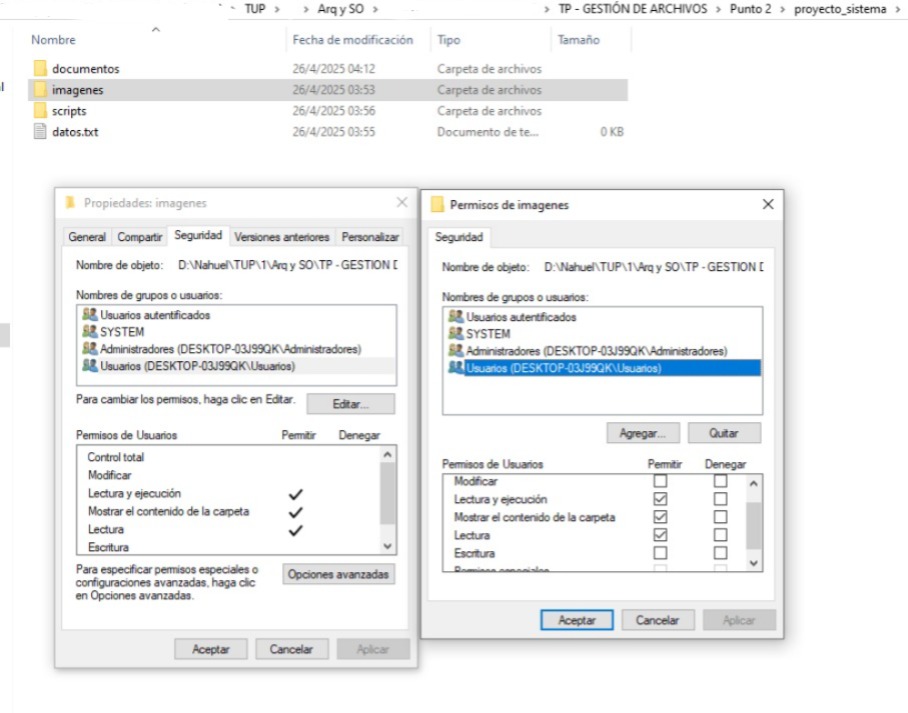 TUP > > Arq y SO > > TP - GESTIÓN DE ARCHIVOS > Punto 2 > proyecto_sistema >
Nombre Fecha de modificación Tipo Tamaño
documentos 26/4/2025 04:12 Carpeta de archivos
imagenes 26/4/2025 03:53 Carpeta de archivos
scripts 26/4/2025 03:56 Carpeta de archivos
datos.txt 26/4/2025 03:55 Documento de te... 0 KB
Propiedades: imagenes
General Compartir Seguridad Versiones anteriores Personalizar
Nombre de objeto: D:\Nahuel\TUP\1\Arq y SO\TP - GESTION D
Nombres de grupos o usuarios:
Usuarios autentificados
SYSTEM
Administradores (DESKTOP-03J99QK\Administradores)
Usuarios (DESKTOP-03J99QK\Usuarios)
Para cambiar los permisos, haga clic en Editar. Editar...
Permisos de Usuarios Permitir Denegar
Control total
Modificar
Lectura y ejecución
Mostrar el contenido de la carpeta
Lectura
Escritura
Para especificar permisos especiales o
configuraciones avanzadas, haga clic
en Opciones avanzadas.
Opciones avanzadas
Aceptar Cancelar Aplicar
Permisos de imagenes
Seguridad
Nombre de objeto: D:\Nahuel\TUP\1\Arq y SO\TP - GESTION D
Nombres de grupos o usuarios:
Usuarios autentificados
SYSTEM
Administradores (DESKTOP-03J99QK\Administradores)
Usuarios (DESKTOP-03J99QK\Usuarios)
Agregar... Quitar
Permisos de Usuarios Permitir Denegar
Modificar
Lectura y ejecución
Mostrar el contenido de la carpeta
Lectura
Escritura
Permisos especiales
Aceptar Cancelar Aplicar